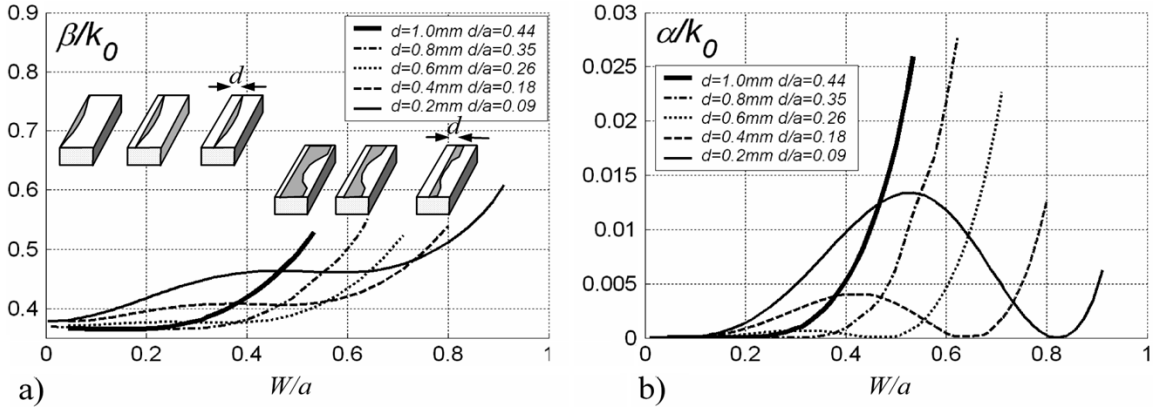 β/k0
d=1.0mm d/a=0.44
d=0.8mm d/a=0.35
d=0.6mm d/a=0.26
d=0.4mm d/a=0.18
d=0.2mm d/a=0.09
d
d
0.9
0.8
0.7
0.6
0.5
0.4
0 0.2 0.4 0.6 0.8 1
W/a
a)
α/k0
d=1.0mm d/a=0.44
d=0.8mm d/a=0.35
d=0.6mm d/a=0.26
d=0.4mm d/a=0.18
d=0.2mm d/a=0.09
0.03
0.025
0.02
0.015
0.01
0.005
0
0 0.2 0.4 0.6 0.8 1
W/a
b)